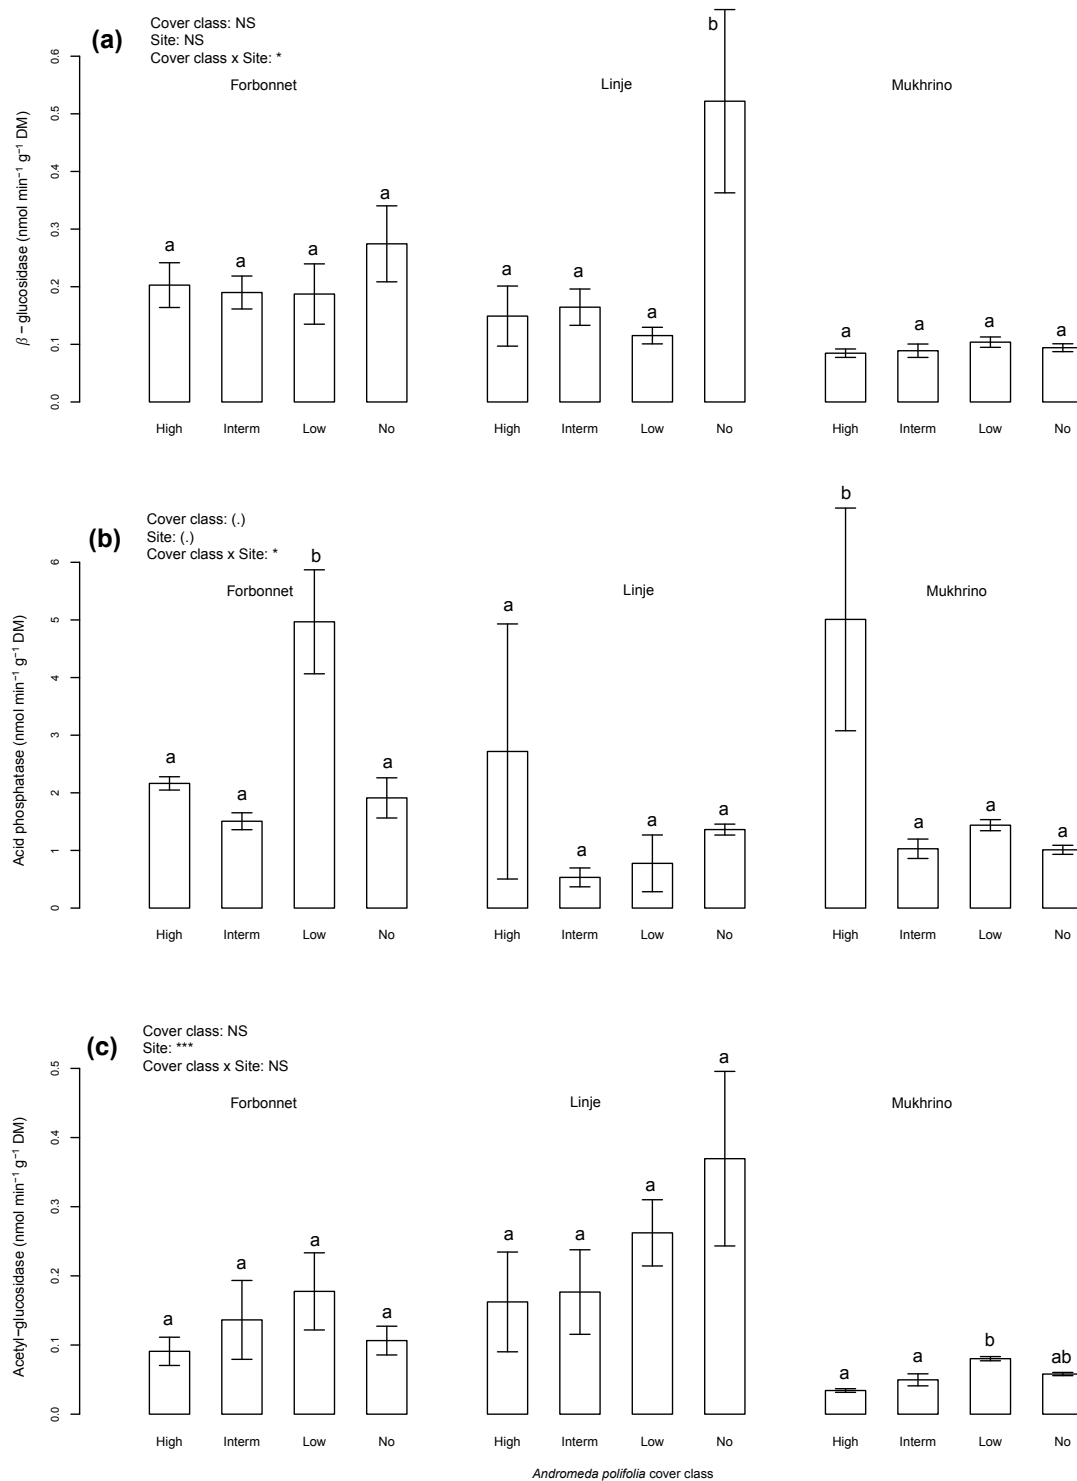 (a)
Cover class: NS
Site: NS
Cover class x Site: *
Forbonnet
Linje
Mukhrino
β − glucosidase (nmol min⁻¹ g⁻¹ DM)
0.0 0.1 0.2 0.3 0.4 0.5 0.6
a a a a
a a a b
a a a a
High Interm Low No
High Interm Low No
High Interm Low No
(b)
Cover class: (.)
Site: (.)
Cover class x Site: *
Forbonnet
Linje
Mukhrino
Acid phosphatase (nmol min⁻¹ g⁻¹ DM)
0 1 2 3 4 5 6
a a b a
a a a a
b a a a
High Interm Low No
High Interm Low No
High Interm Low No
(c)
Cover class: NS
Site: ***
Cover class x Site: NS
Forbonnet
Linje
Mukhrino
Acetyl−glucosidase (nmol min⁻¹ g⁻¹ DM)
0.0 0.1 0.2 0.3 0.4 0.5
a a a a
a a a a
a a b ab
High Interm Low No
High Interm Low No
High Interm Low No
Andromeda polifolia cover class